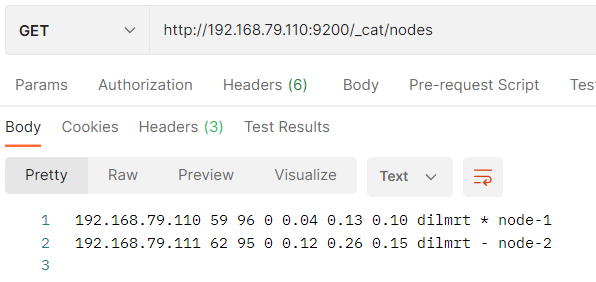 GET http://192.168.79.110:9200/_cat/nodes
Params Authorization Headers (6) Body Pre-request Script Tes
Body Cookies Headers (3) Test Results
Pretty Raw Preview Visualize Text
1 192.168.79.110 59 96 0 0.04 0.13 0.10 dilmrt * node-1
2 192.168.79.111 62 95 0 0.12 0.26 0.15 dilmrt - node-2
3